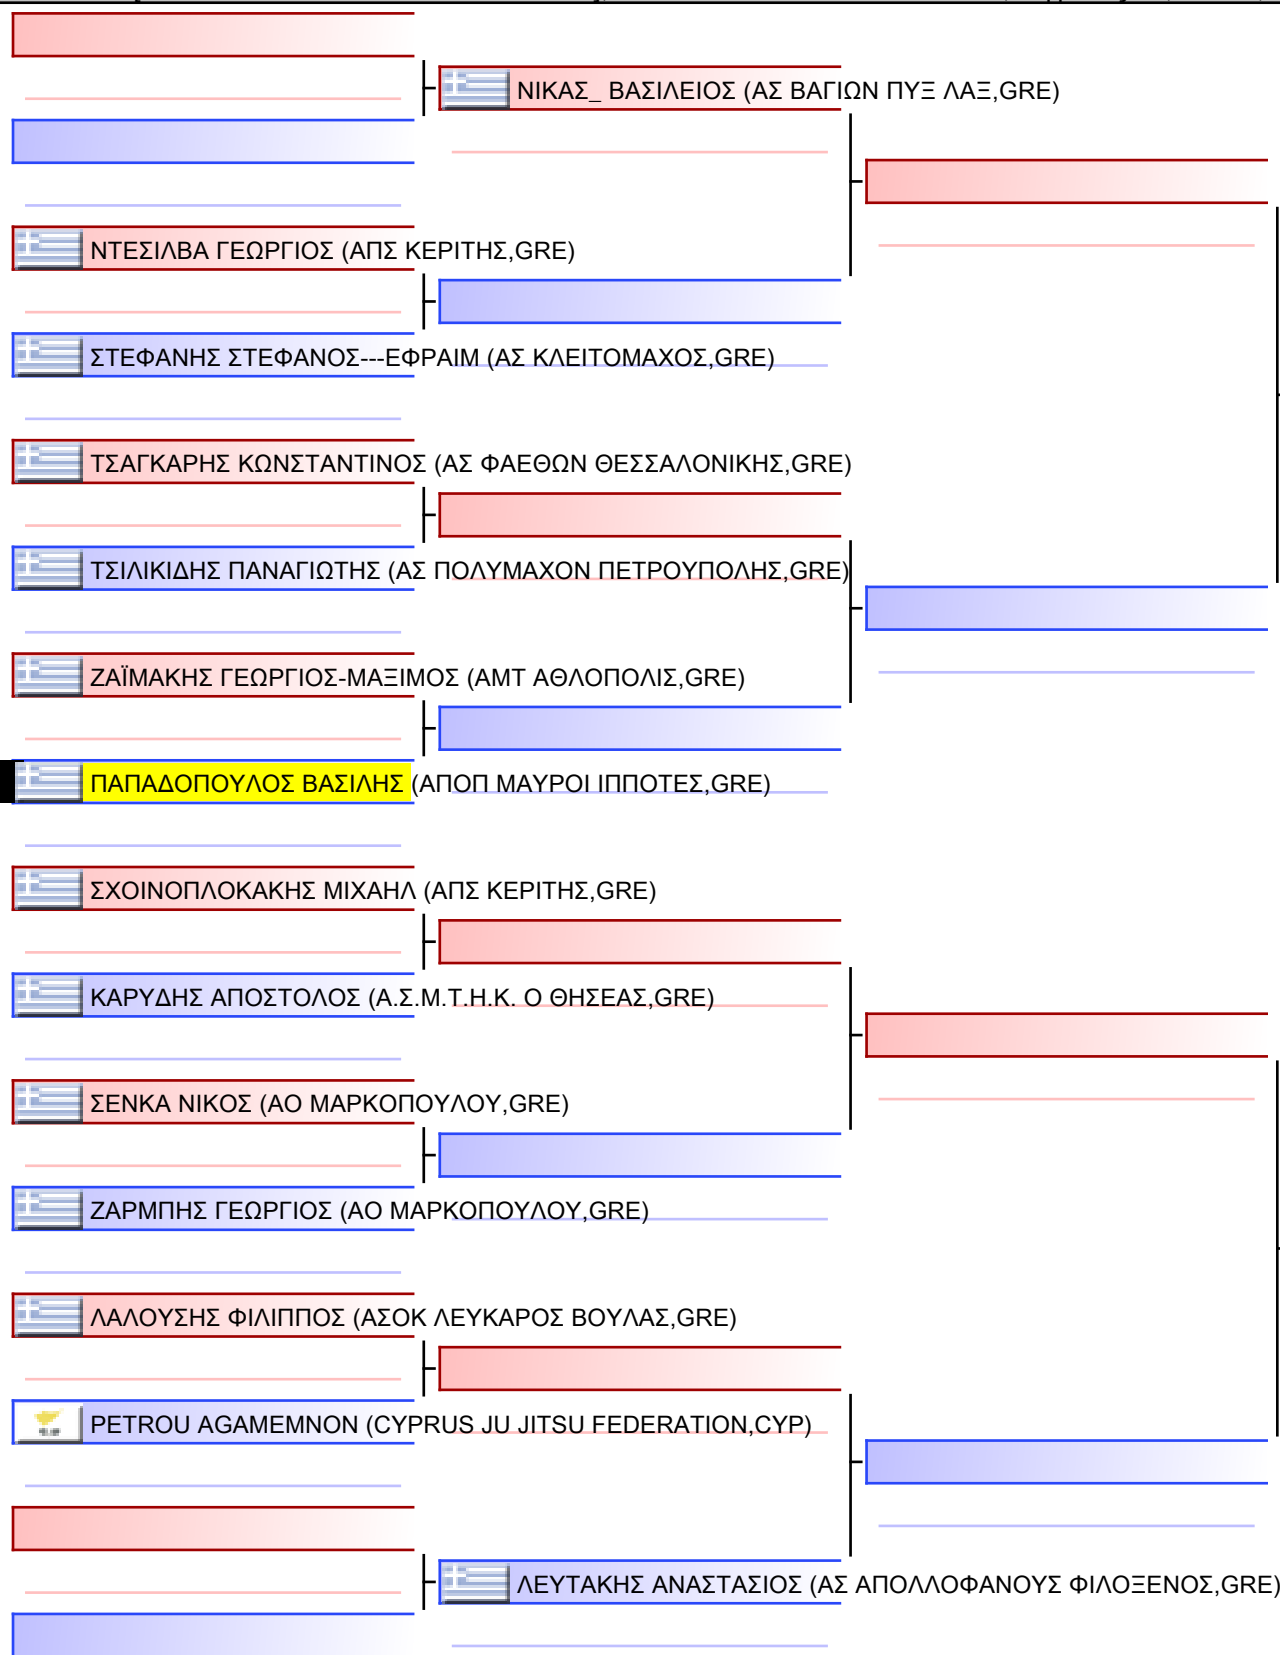 ΝΙΚΑΣ_ ΒΑΣΙΛΕΙΟΣ (ΑΣ ΒΑΓΙΩΝ ΠΥΞ ΛΑΞ,GRE)
ΝΤΕΣΙΛΒΑ ΓΕΩΡΓΙΟΣ (ΑΠΣ ΚΕΡΙΤΗΣ,GRE)
ΣΤΕΦΑΝΗΣ ΣΤΕΦΑΝΟΣ---ΕΦΡΑΙΜ (ΑΣ ΚΛΕΙΤΟΜΑΧΟΣ,GRE)
ΤΣΑΓΚΑΡΗΣ ΚΩΝΣΤΑΝΤΙΝΟΣ (ΑΣ ΦΑΕΘΩΝ ΘΕΣΣΑΛΟΝΙΚΗΣ,GRE)
ΤΣΙΛΙΚΙΔΗΣ ΠΑΝΑΓΙΩΤΗΣ (ΑΣ ΠΟΛΥΜΑΧΟΝ ΠΕΤΡΟΥΠΟΛΗΣ,GRE)
ΖΑΪΜΑΚΗΣ ΓΕΩΡΓΙΟΣ-ΜΑΞΙΜΟΣ (ΑΜΤ ΑΘΛΟΠΟΛΙΣ,GRE)
ΠΑΠΑΔΟΠΟΥΛΟΣ ΒΑΣΙΛΗΣ (ΑΠΟΠ ΜΑΥΡΟΙ ΙΠΠΟΤΕΣ,GRE)
ΣΧΟΙΝΟΠΛΟΚΑΚΗΣ ΜΙΧΑΗΛ (ΑΠΣ ΚΕΡΙΤΗΣ,GRE)
ΚΑΡΥΔΗΣ ΑΠΟΣΤΟΛΟΣ (Α.Σ.Μ.Τ.Η.Κ. Ο ΘΗΣΕΑΣ,GRE)
ΣΕΝΚΑ ΝΙΚΟΣ (ΑΟ ΜΑΡΚΟΠΟΥΛΟΥ,GRE)
ΖΑΡΜΠΗΣ ΓΕΩΡΓΙΟΣ (ΑΟ ΜΑΡΚΟΠΟΥΛΟΥ,GRE)
ΛΑΛΟΥΣΗΣ ΦΙΛΙΠΠΟΣ (ΑΣΟΚ ΛΕΥΚΑΡΟΣ ΒΟΥΛΑΣ,GRE)
PETROU AGAMEMNON (CYPRUS JU JITSU FEDERATION,CYP)
ΛΕΥΤΑΚΗΣ ΑΝΑΣΤΑΣΙΟΣ (ΑΣ ΑΠΟΛΛΟΦΑΝΟΥΣ ΦΙΛΟΞΕΝΟΣ,GRE)